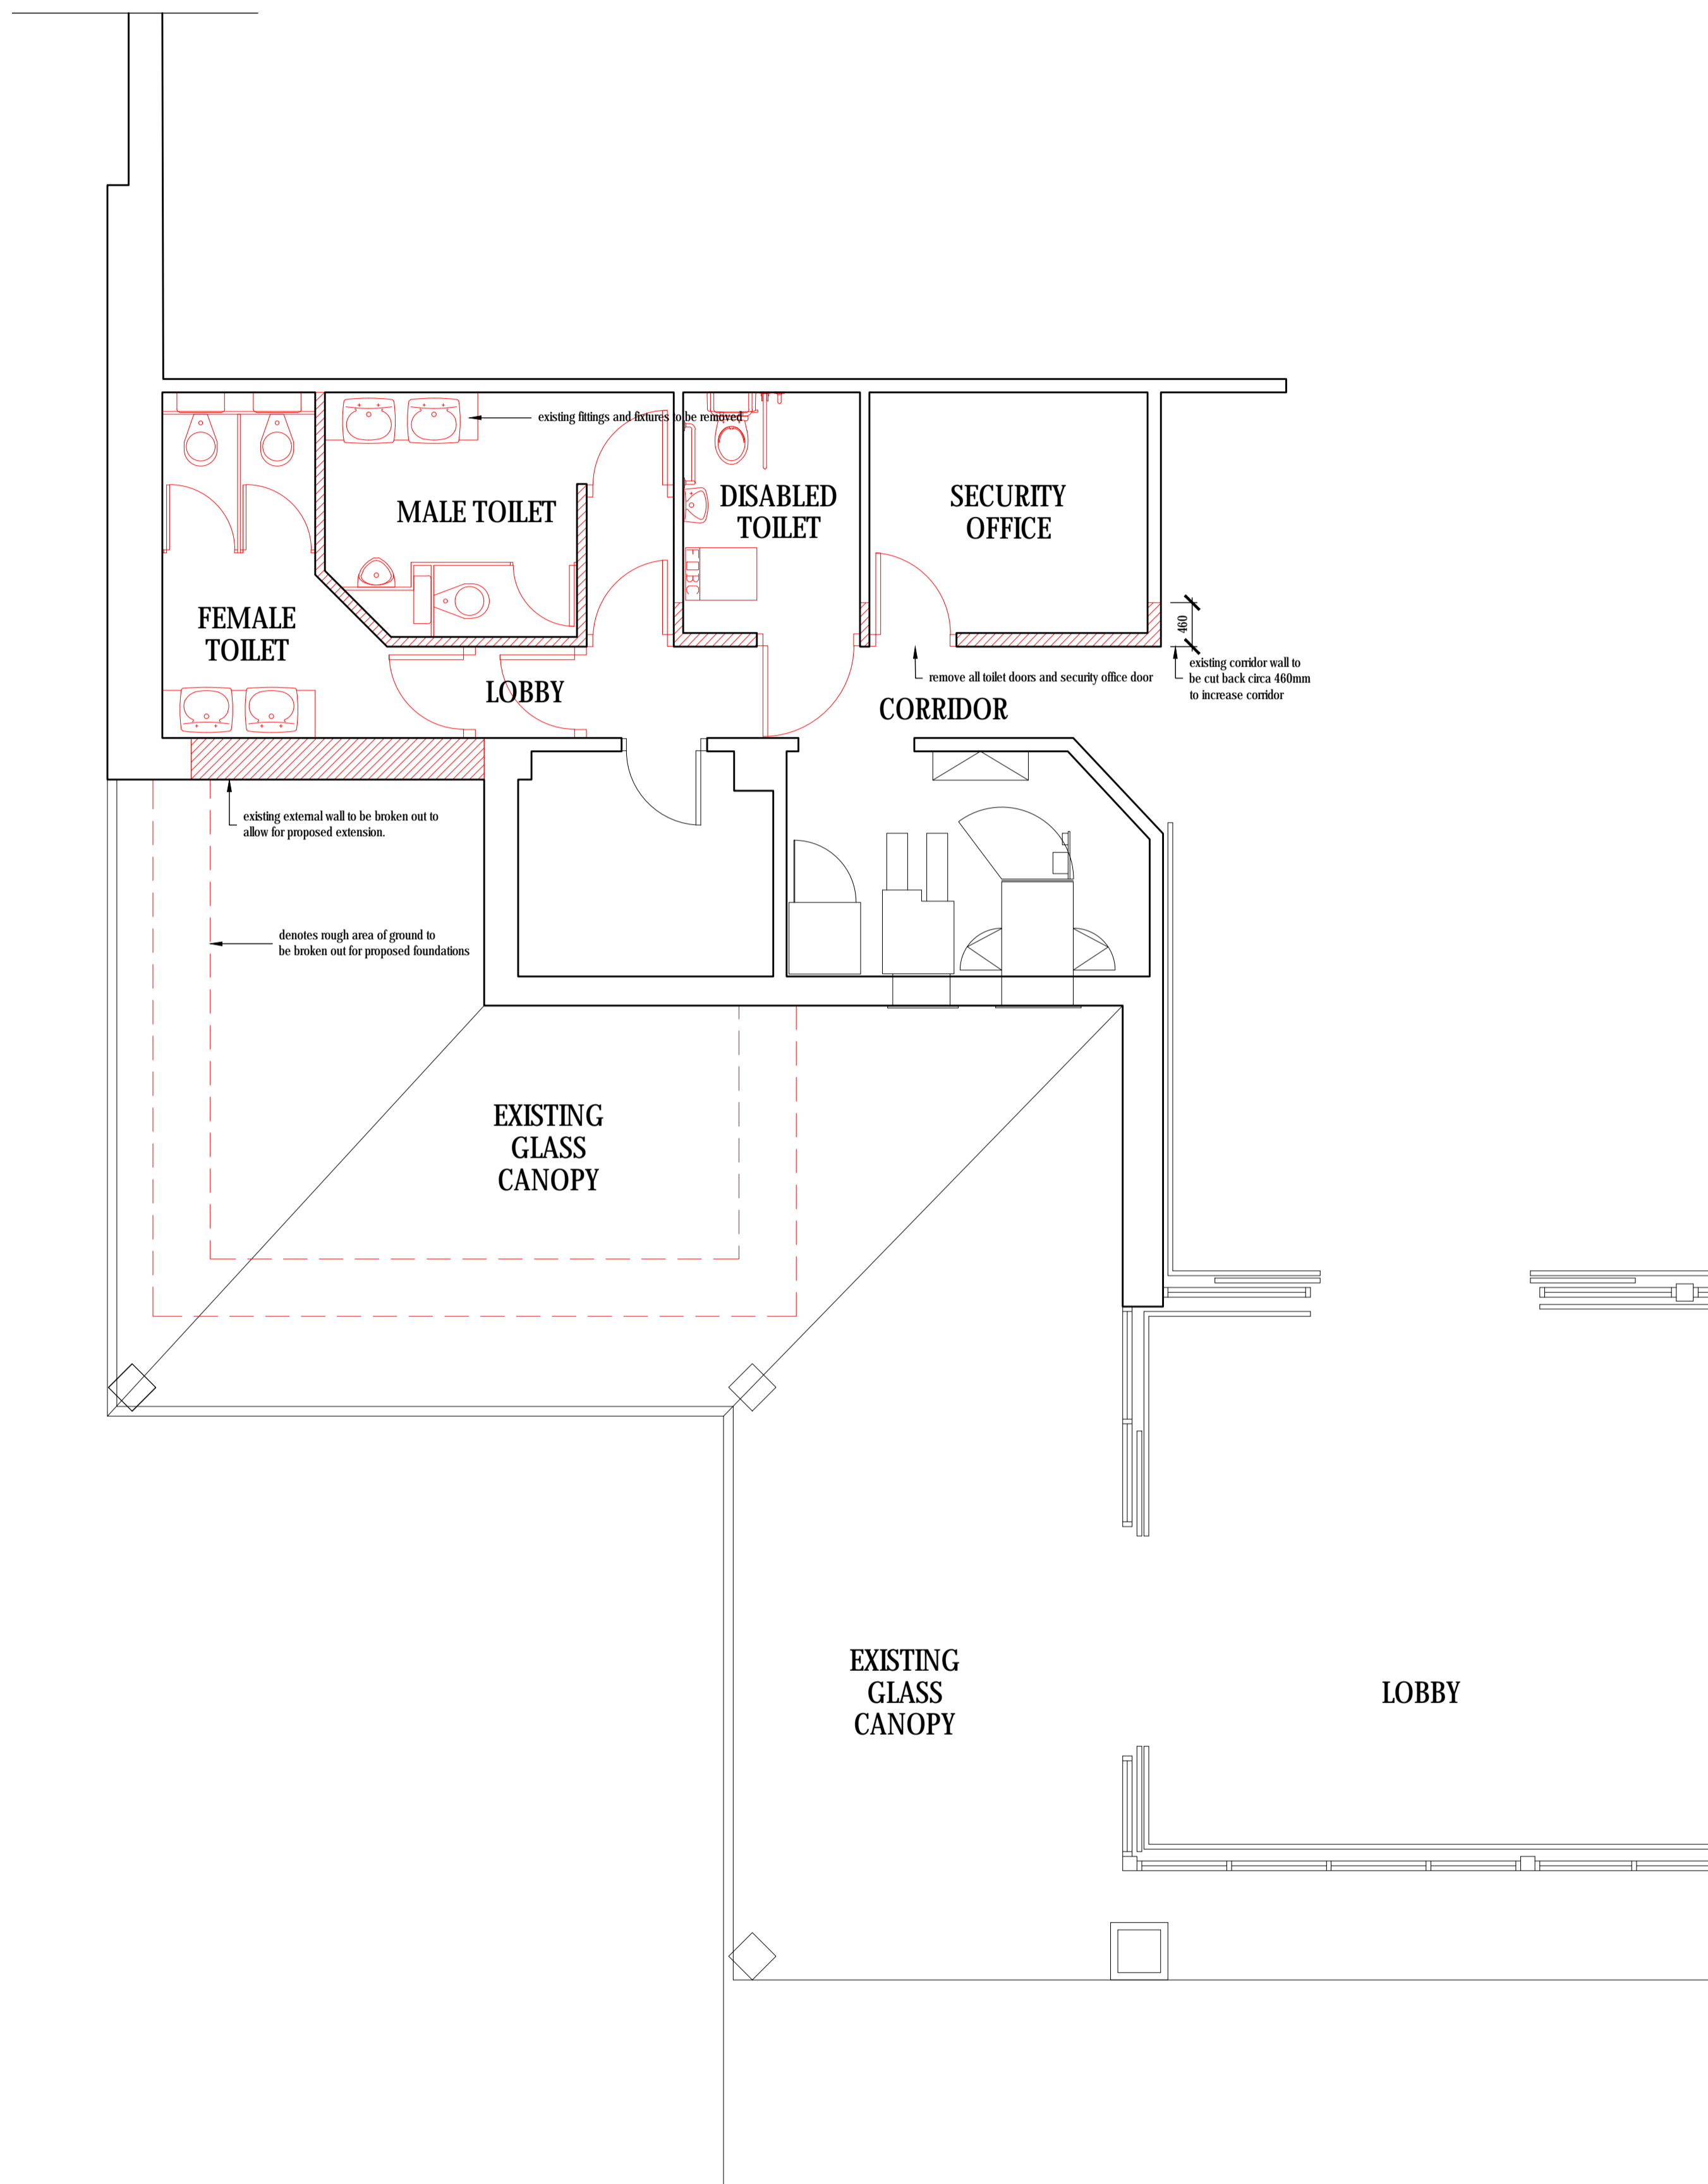 existing fittings and fixtures to be removed
MALE TOILET
DISABLED
TOILET
SECURITY
OFFICE
FEMALE
TOILET
460
existing corridor wall to
be cut back circa 460mm
to increase corridor
remove all toilet doors and security office door
LOBBY
CORRIDOR
existing external wall to be broken out to
allow for proposed extension.
denotes rough area of ground to
be broken out for proposed foundations
EXISTING
GLASS
CANOPY
EXISTING
GLASS
CANOPY
LOBBY